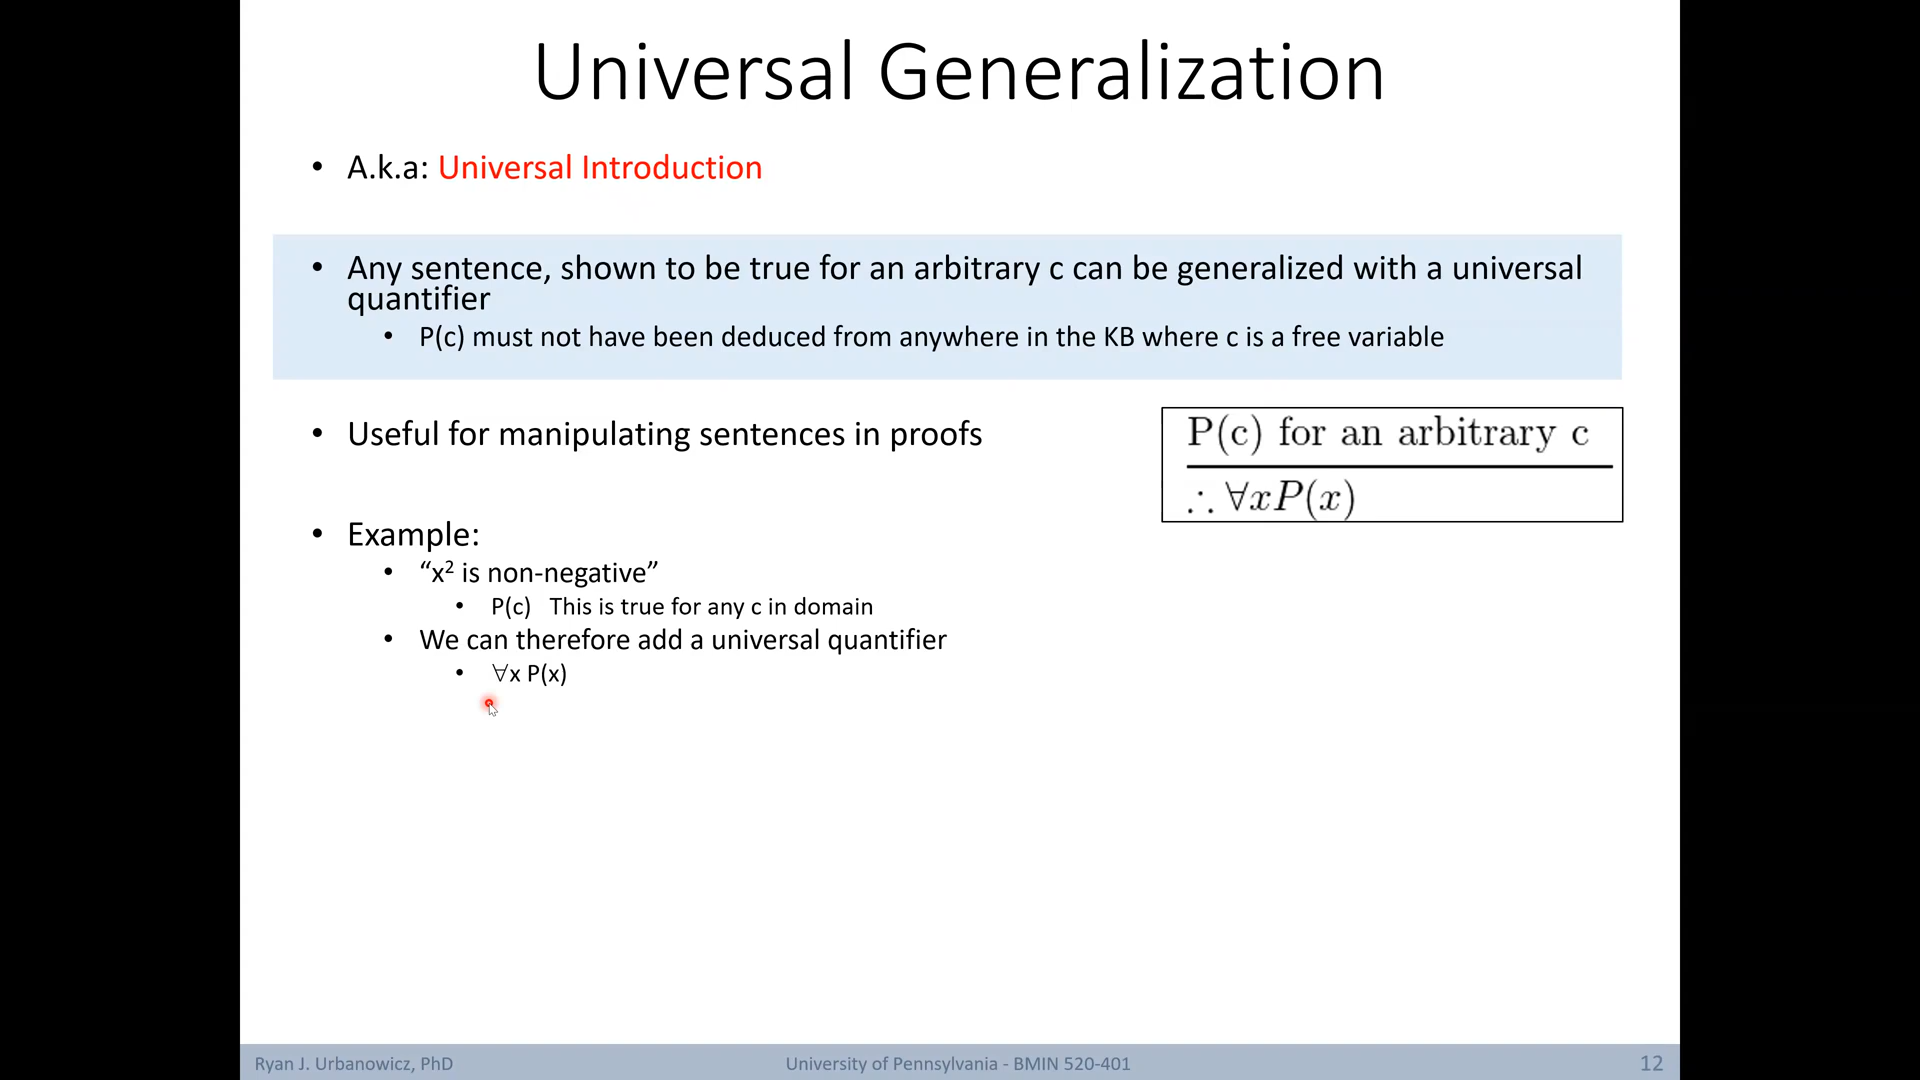 Universal Generalization
• A.k.a: Universal Introduction
• Any sentence, shown to be true for an arbitrary c can be generalized with a universal
quantifier
• P(c) must not have been deduced from anywhere in the KB where c is a free variable
• Useful for manipulating sentences in proofs
P(c) for an arbitrary c
∴ ∀xP(x)
• Example:
• “x² is non-negative”
• P(c) This is true for any c in domain
• We can therefore add a universal quantifier
• ∀x P(x)
Ryan J. Urbanowicz, PhD
University of Pennsylvania - BMIN 520-401
12